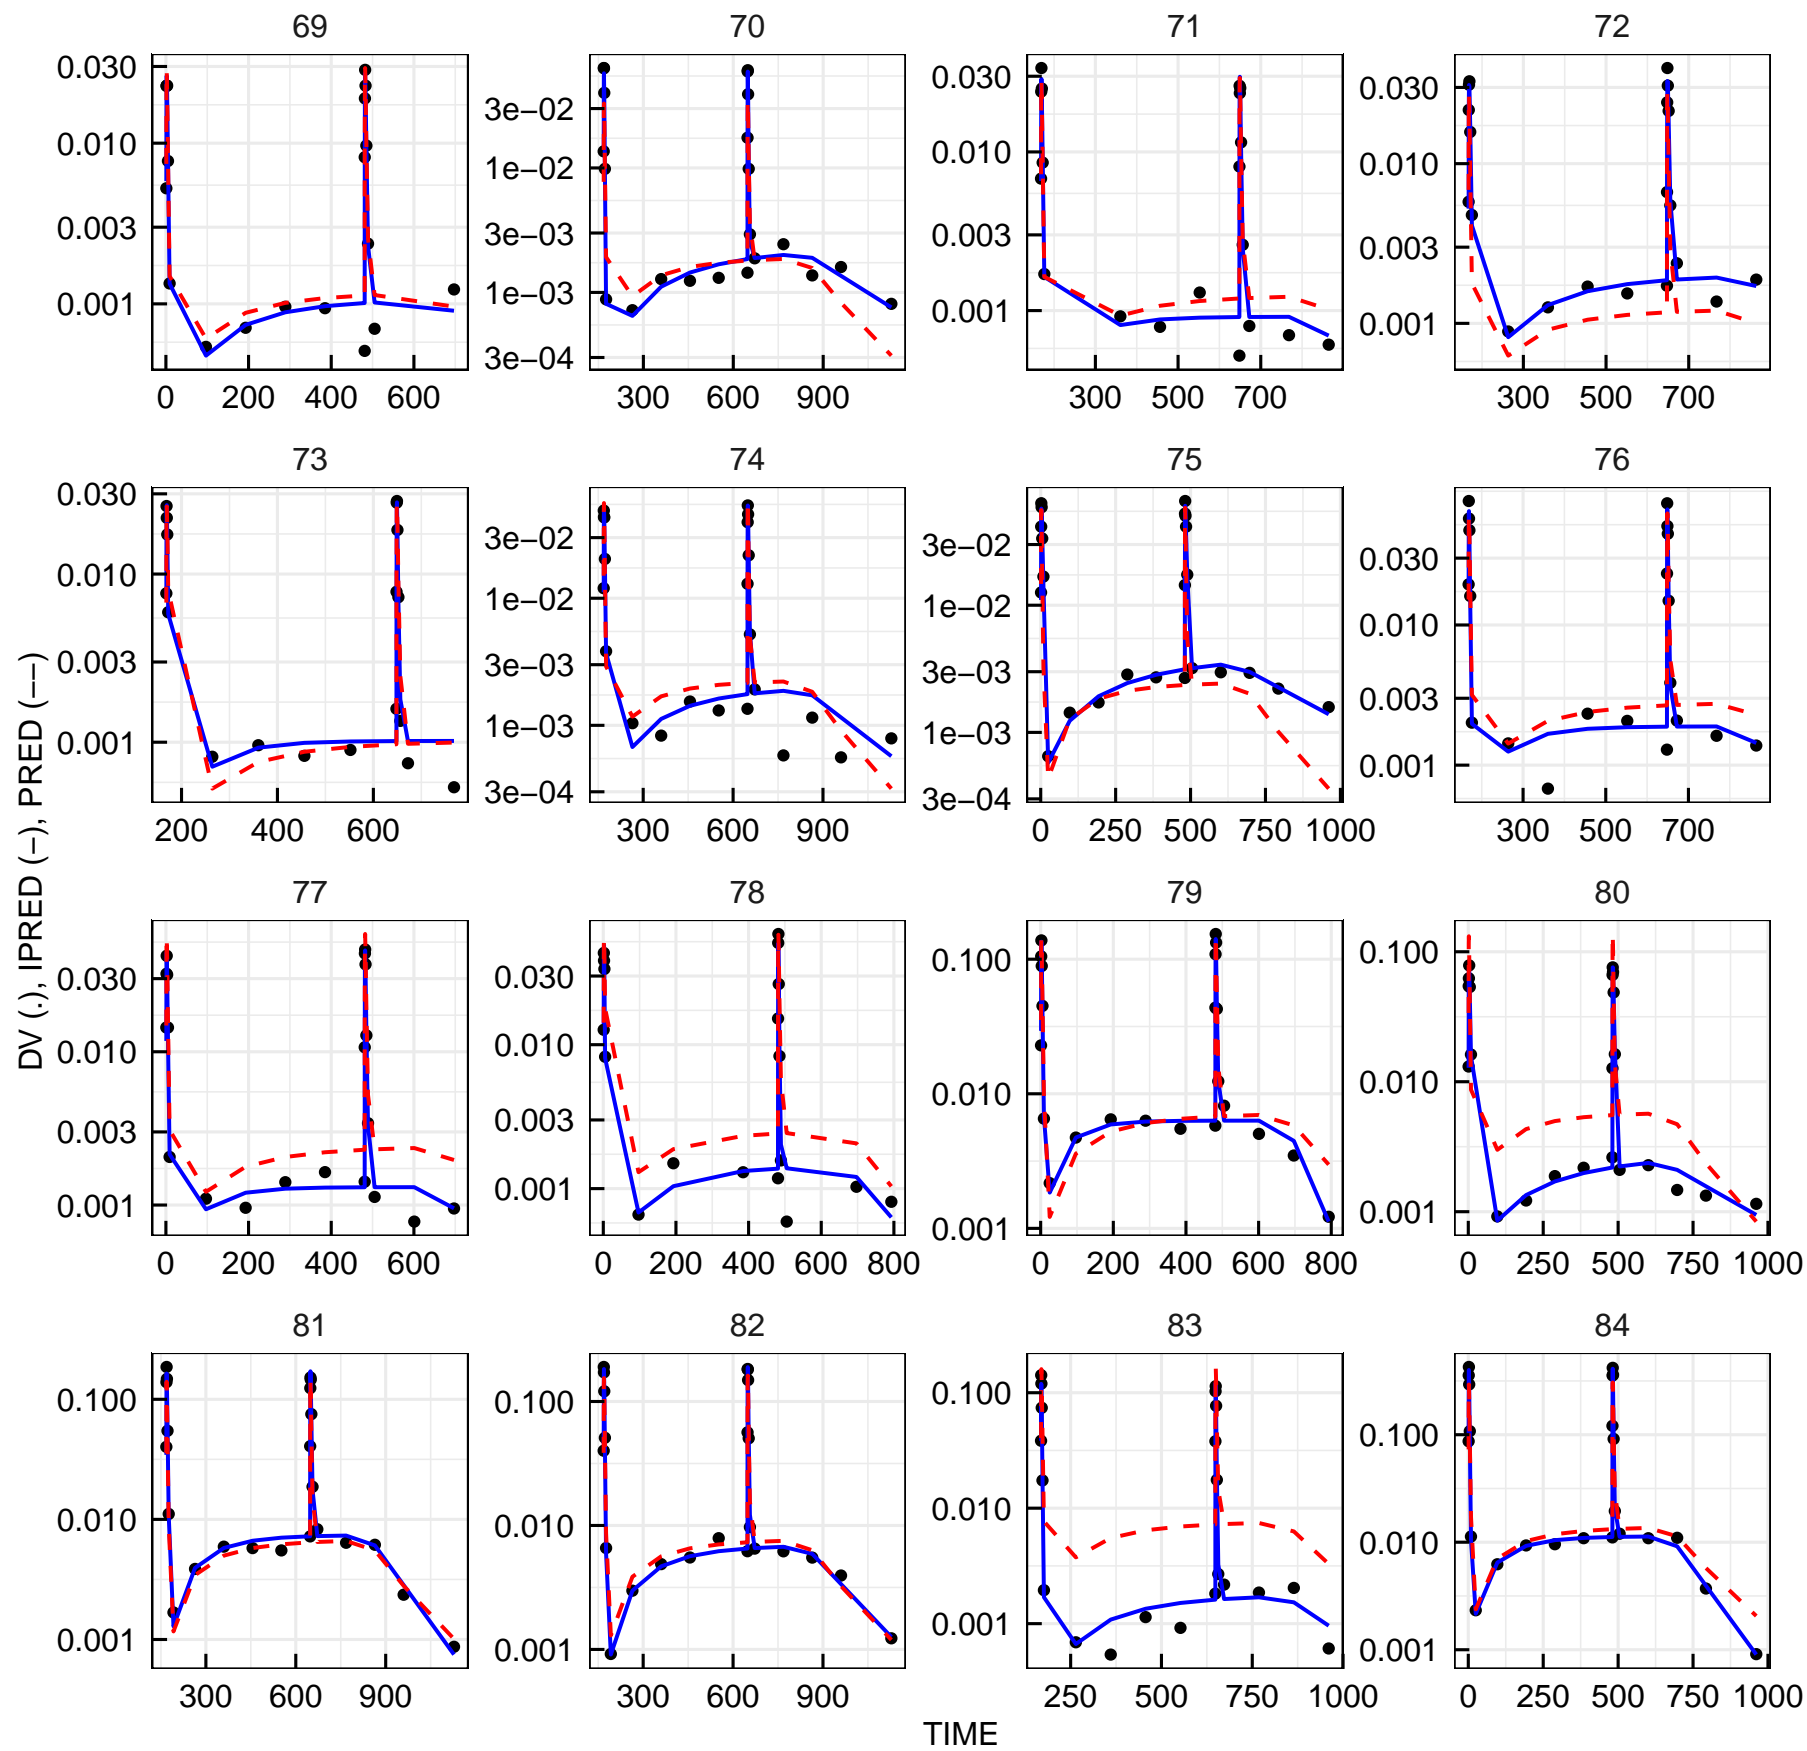 69 70 71 72
0.030 0.010 0.003 0.001
0 200 400 600
3e−02 1e−02 3e−03 1e−03 3e−04
300 600 900
0.030 0.010 0.003 0.001
300 500 700
0.030 0.010 0.003 0.001
300 500 700
73 74 75 76
0.030 0.010 0.003 0.001
200 400 600
3e−02 1e−02 3e−03 1e−03 3e−04
300 600 900
3e−02 1e−02 3e−03 1e−03 3e−04
0 250 500 750 1000
0.030 0.010 0.003 0.001
300 500 700
DV (.), IPRED (−), PRED (−−)
77 78 79 80
0.030 0.010 0.003 0.001
0 200 400 600
0.030 0.010 0.003 0.001
0 200 400 600 800
0.100 0.010 0.001
0 200 400 600 800
0.100 0.010 0.001
0 250 500 750 1000
81 82 83 84
0.100 0.010 0.001
300 600 900
0.100 0.010 0.001
300 600 900
0.100 0.010 0.001
250 500 750 1000
0.100 0.010 0.001
0 250 500 750 1000
TIME